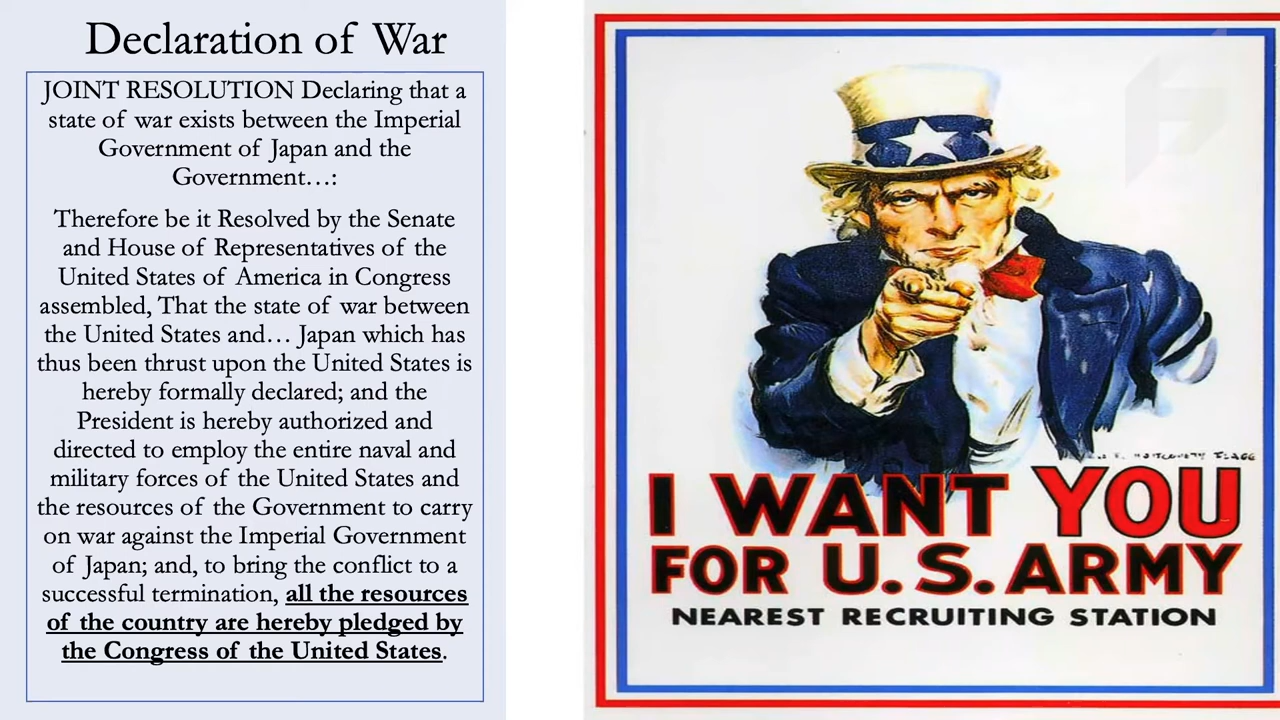 Declaration of War
JOINT RESOLUTION Declaring that a
state of war exists between the Imperial
Government of Japan and the
Government…:
Therefore be it Resolved by the Senate
and House of Representatives of the
United States of America in Congress
assembled, That the state of war between
the United States and… Japan which has
thus been thrust upon the United States is
hereby formally declared; and the
President is hereby authorized and
directed to employ the entire naval and
military forces of the United States and
the resources of the Government to carry
on war against the Imperial Government
of Japan; and, to bring the conflict to a
successful termination, all the resources
of the country are hereby pledged by
the Congress of the United States.
MONTGOMERY FLAGG
I WANT YOU
FOR U.S. ARMY
NEAREST RECRUITING STATION